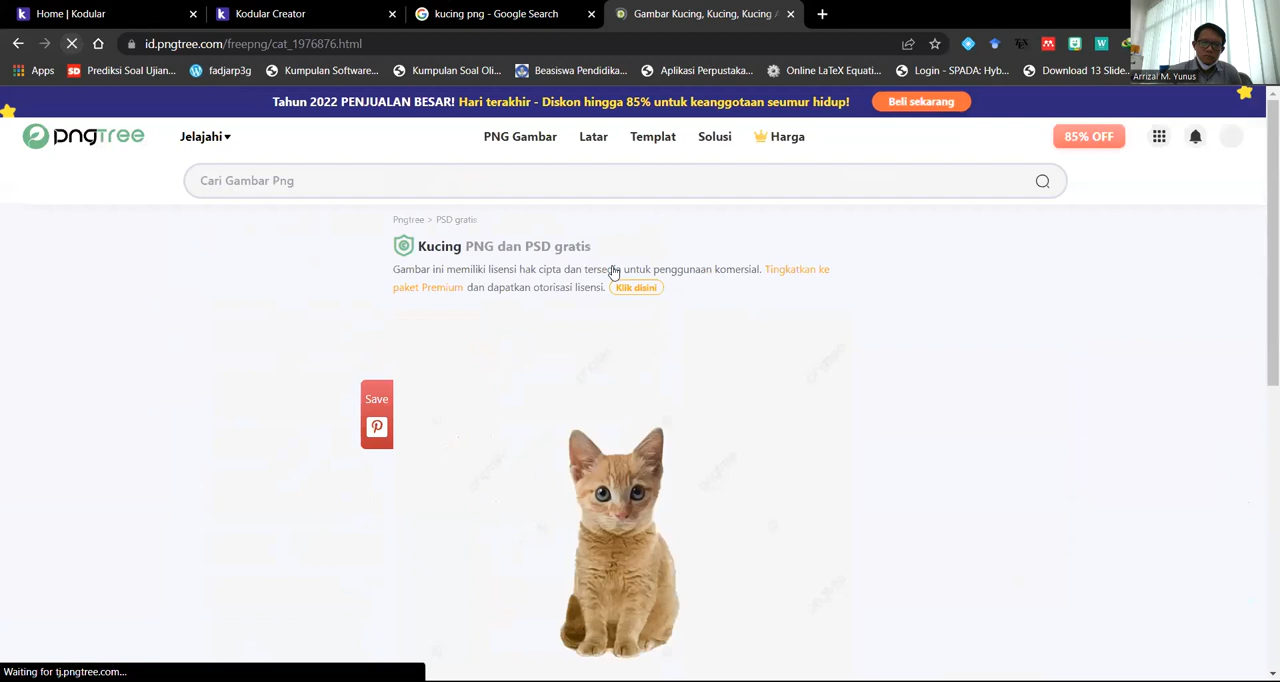 Home | Kodular
Kodular Creator
kucing png - Google Search
Gambar Kucing, Kucing, Kucing
id.pngtree.com/freepng/cat_1976876.html
Arrizal M. Yunus
Apps
Prediksi Soal Ujian...
fadjarp3g
Kumpulan Software...
Kumpulan Soal Oli...
Beasiswa Pendidika...
Aplikasi Perpustaka...
Online LaTeX Equati...
Login - SPADA: Hyb...
Download 13 Slide...
Tahun 2022 PENJUALAN BESAR! Hari terakhir - Diskon hingga 85% untuk keanggotaan seumur hidup!
Beli sekarang
pngtree
Jelajahi
PNG Gambar
Latar
Templat
Solusi
Harga
85% OFF
Cari Gambar Png
Pngtree > PSD gratis
Kucing PNG dan PSD gratis
Gambar ini memiliki lisensi hak cipta dan tersedia untuk penggunaan komersial. Tingkatkan ke
paket Premium dan dapatkan otorisasi lisensi. Klik disini
Save
Waiting for tj.pngtree.com...